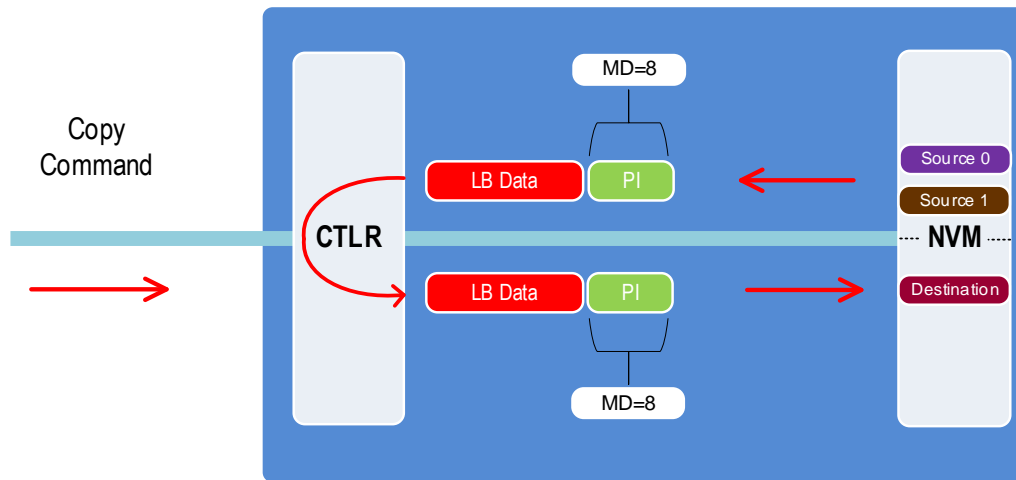 MD=8
Copy
Command
LB Data
PI
Source 0
Source 1
CTLR
NVM
LB Data
PI
Destination
MD=8